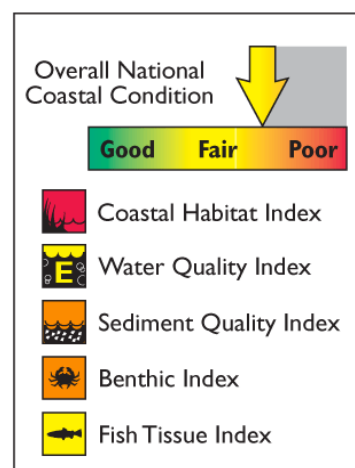 Overall National
Coastal Condition
Good Fair Poor
Coastal Habitat Index
E Water Quality Index
Sediment Quality Index
Benthic Index
Fish Tissue Index